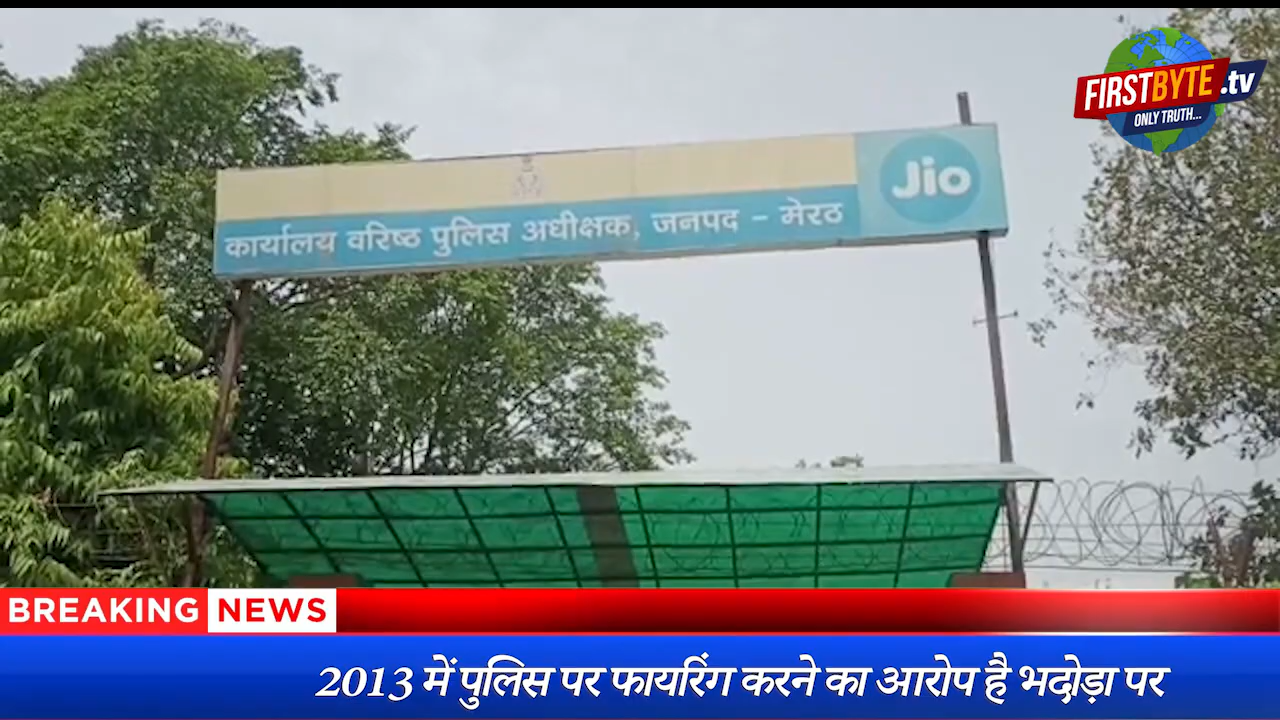 FIRSTBYTE.tv
ONLY TRUTH...
Jio
कार्यालय वरिष्ठ पुलिस अधीक्षक, जनपद - मेरठ
BREAKING NEWS
2013 में पुलिस पर फायरिंग करने का आरोप है भदोड़ा पर